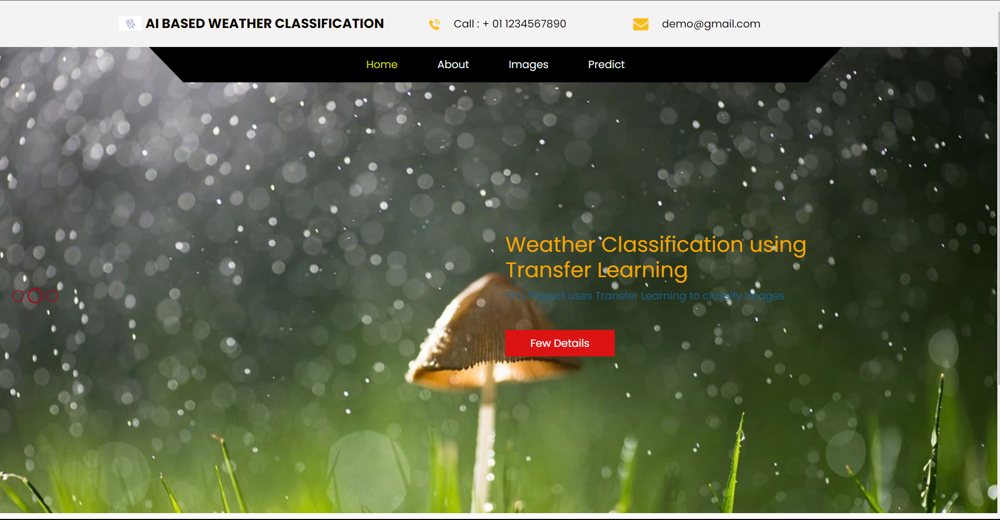 AI BASED WEATHER CLASSIFICATION
Call : + 01 1234567890
demo@gmail.com
Home
About
Images
Predict
Weather Classification using
Transfer Learning
This Project uses Transfer Learning to classify Images
Few Details